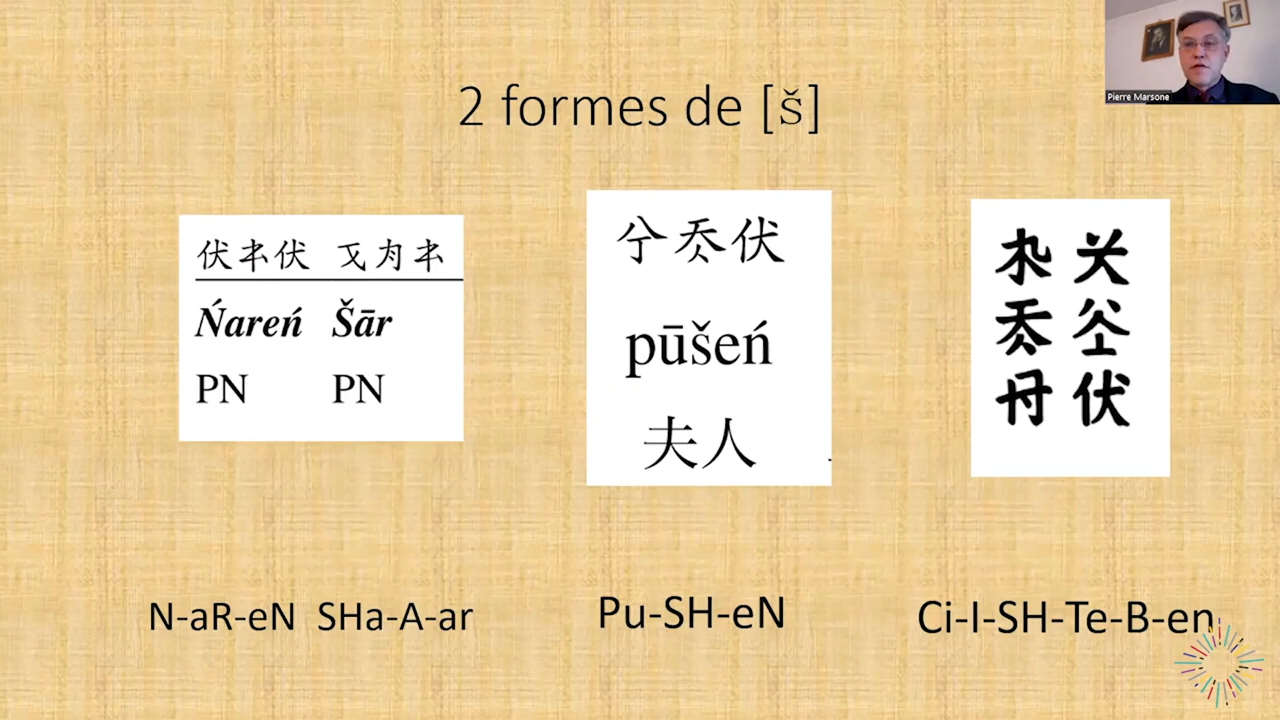 Pierre Marsone
2 formes de [š]
Ńareń Šār
PN PN
pūšeń
夫人
N-aR-eN SHa-A-ar
Pu-SH-eN
Ci-I-SH-Te-B-en